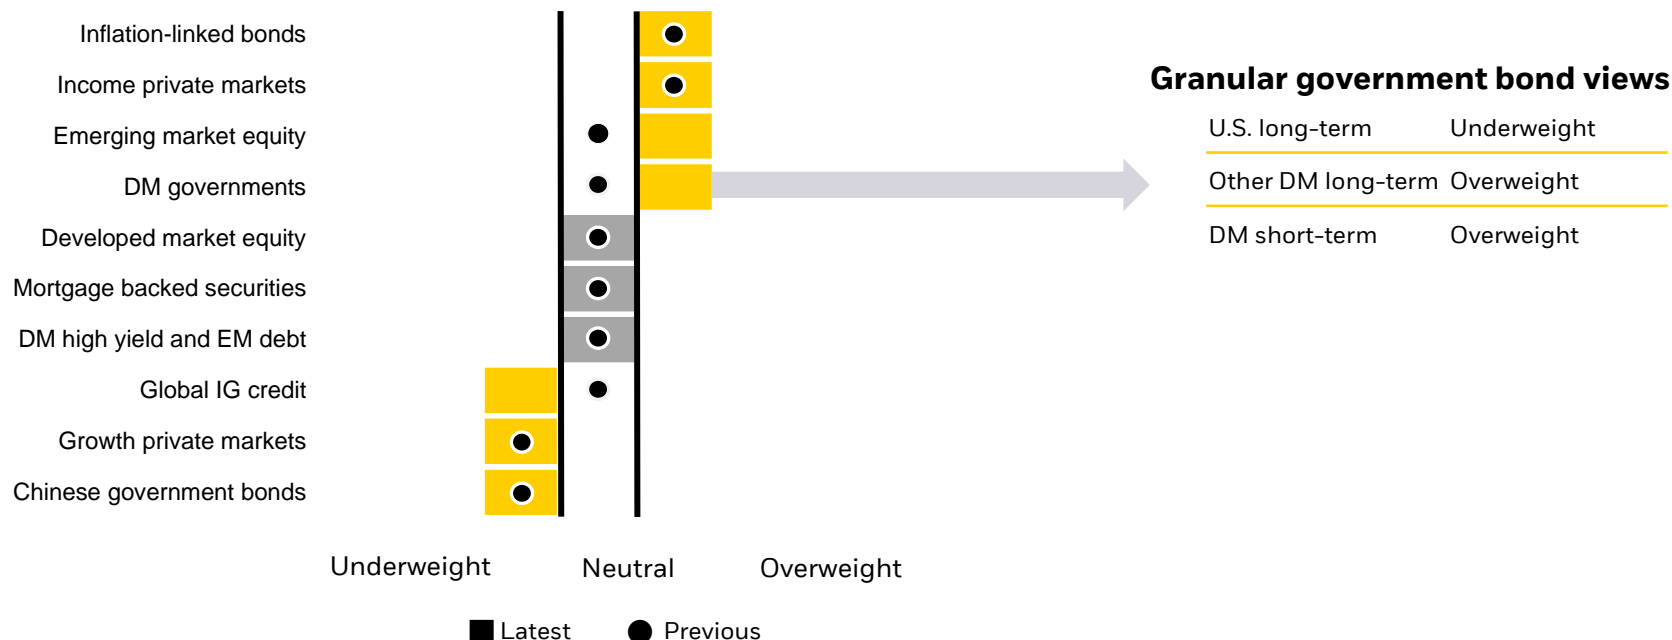 Inflation-linked bonds
Income private markets
Emerging market equity
DM governments
Developed market equity
Mortgage backed securities
DM high yield and EM debt
Global IG credit
Growth private markets
Chinese government bonds
Underweight Neutral Overweight
Latest Previous
Granular government bond views
U.S. long-term Underweight
Other DM long-term Overweight
DM short-term Overweight